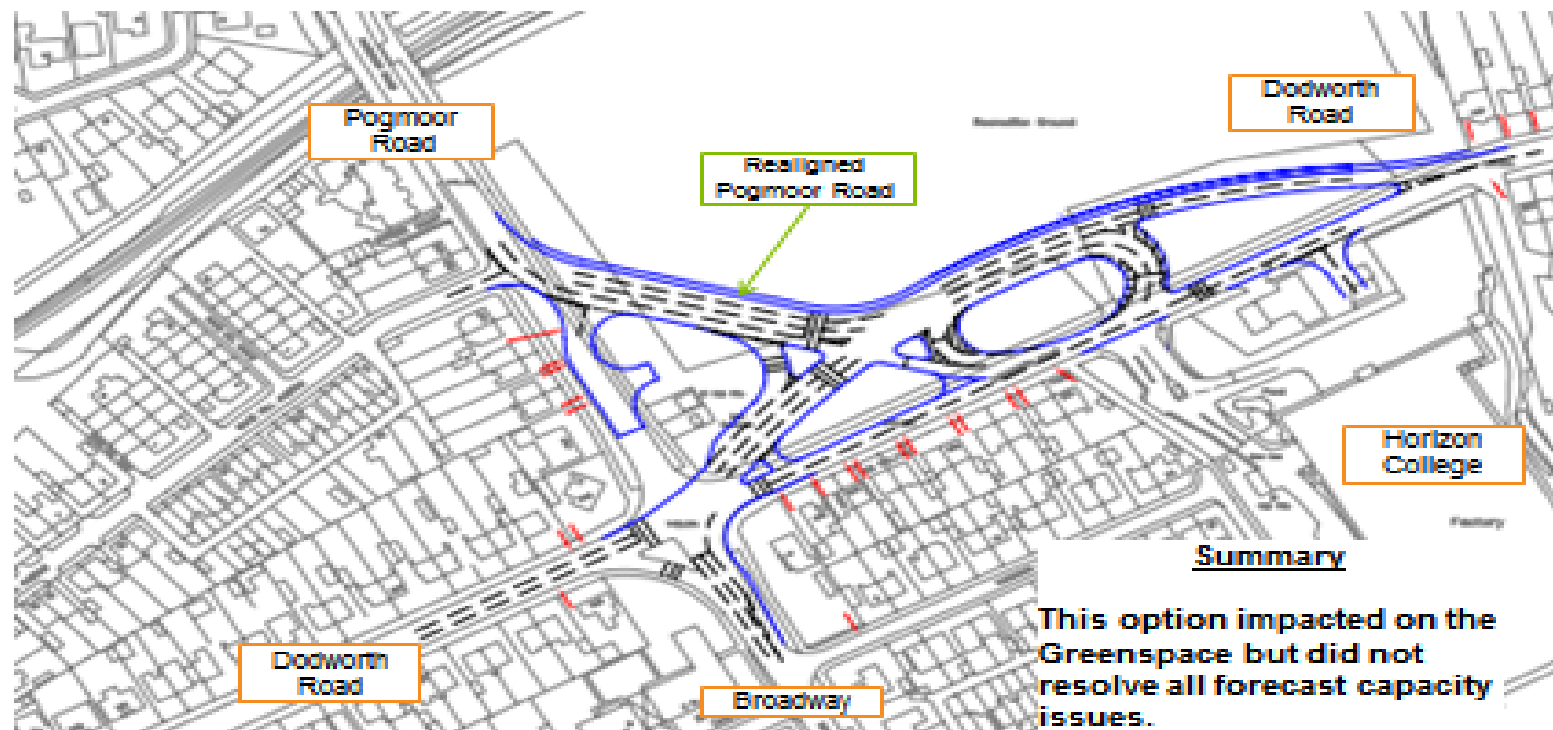 Pogmoor
Road
Realigned
Pogmoor Road
Dodworth
Road
Horizon
College
Factory
Dodworth
Road
Broadway
Summary
This option impacted on the
Greenspace but did not
resolve all forecast capacity
issues.